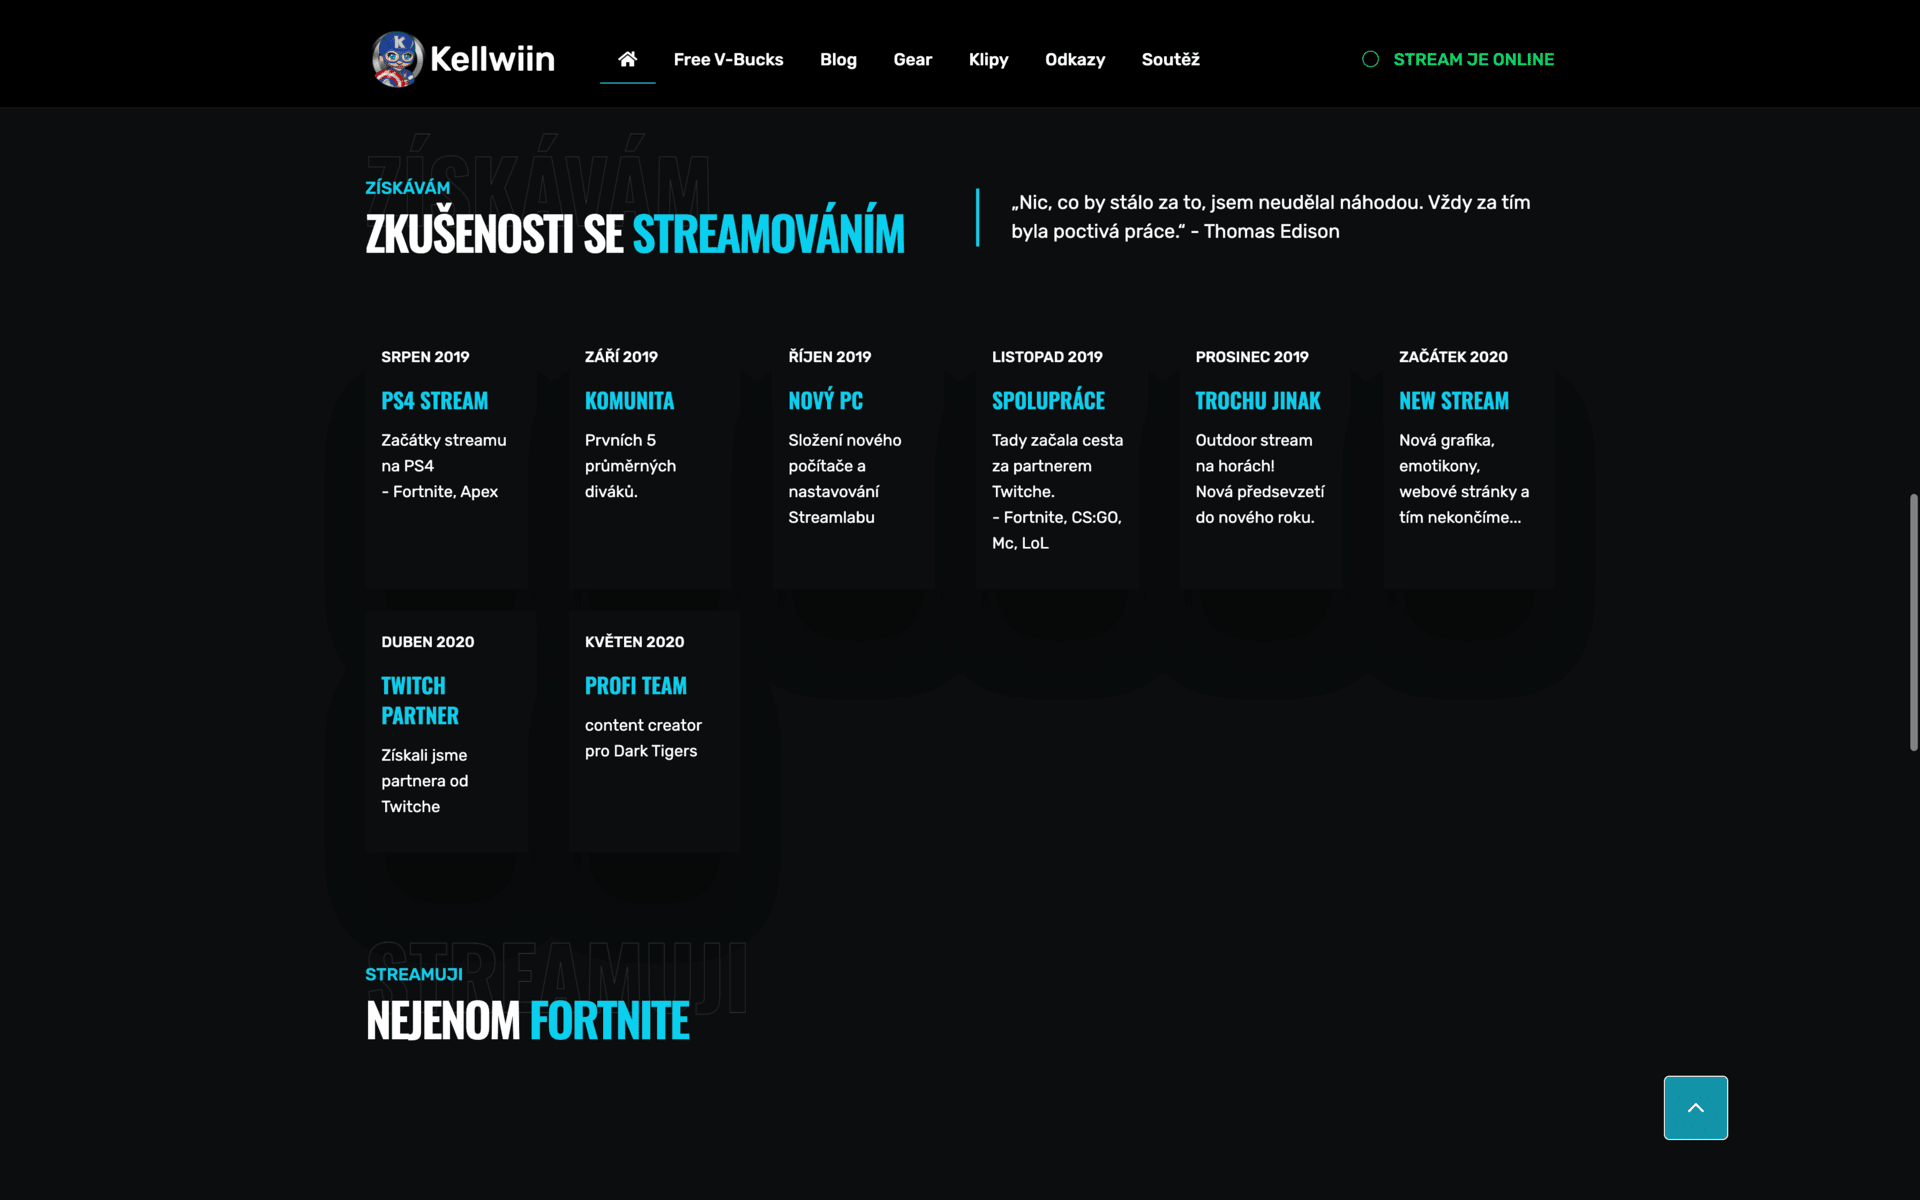 Kellwiin
Free V-Bucks
Blog
Gear
Klipy
Odkazy
Soutěž
STREAM JE ONLINE
ZÍSKÁVÁM
ZÍSKÁVÁM
ZKUŠENOSTI SE STREAMOVÁNÍM
„Nic, co by stálo za to, jsem neudělal náhodou. Vždy za tím
byla poctivá práce.“ - Thomas Edison
SRPEN 2019
PS4 STREAM
Začátky streamu
na PS4
- Fortnite, Apex
ZÁŘÍ 2019
KOMUNITA
Prvních 5
průměrných
diváků.
ŘÍJEN 2019
NOVÝ PC
Složení nového
počítače a
nastavování
Streamlabu
LISTOPAD 2019
SPOLUPRÁCE
Tady začala cesta
za partnerem
Twitche.
- Fortnite, CS:GO,
Mc, LoL
PROSINEC 2019
TROCHU JINAK
Outdoor stream
na horách!
Nová předsevzetí
do nového roku.
ZAČÁTEK 2020
NEW STREAM
Nová grafika,
emotikony,
webové stránky a
tím nekončíme...
DUBEN 2020
TWITCH
PARTNER
Získali jsme
partnera od
Twitche
KVĚTEN 2020
PROFI TEAM
content creator
pro Dark Tigers
STREAMUJI
STREAMUJI
NEJENOM FORTNITE